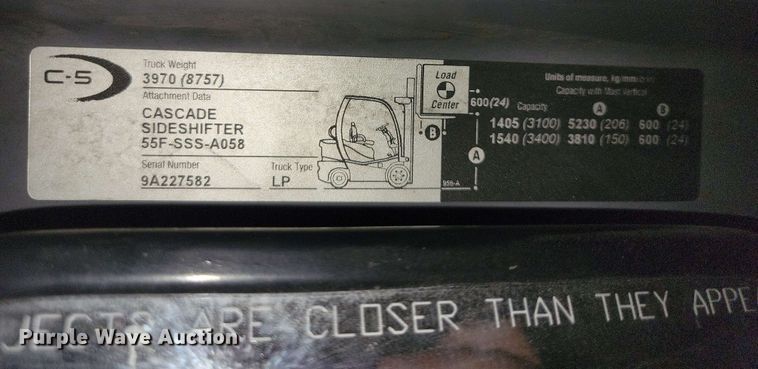 C-5
Truck Weight
3970 (8757)
Attachment Data
CASCADE
SIDESHIFTER
55F-SSS-A058
Serial Number Truck Type
9A227582 LP
Load
Center
600(24)
B
A
956-A
Units of measure, kg/mm
Capacity with Mast Vertical
Capacity A B
1405 (3100) 5230 (206) 600 (24)
1540 (3400) 3810 (150) 600 (24)
ARE CLOSER THAN THEY APPE
Purple Wave Auction